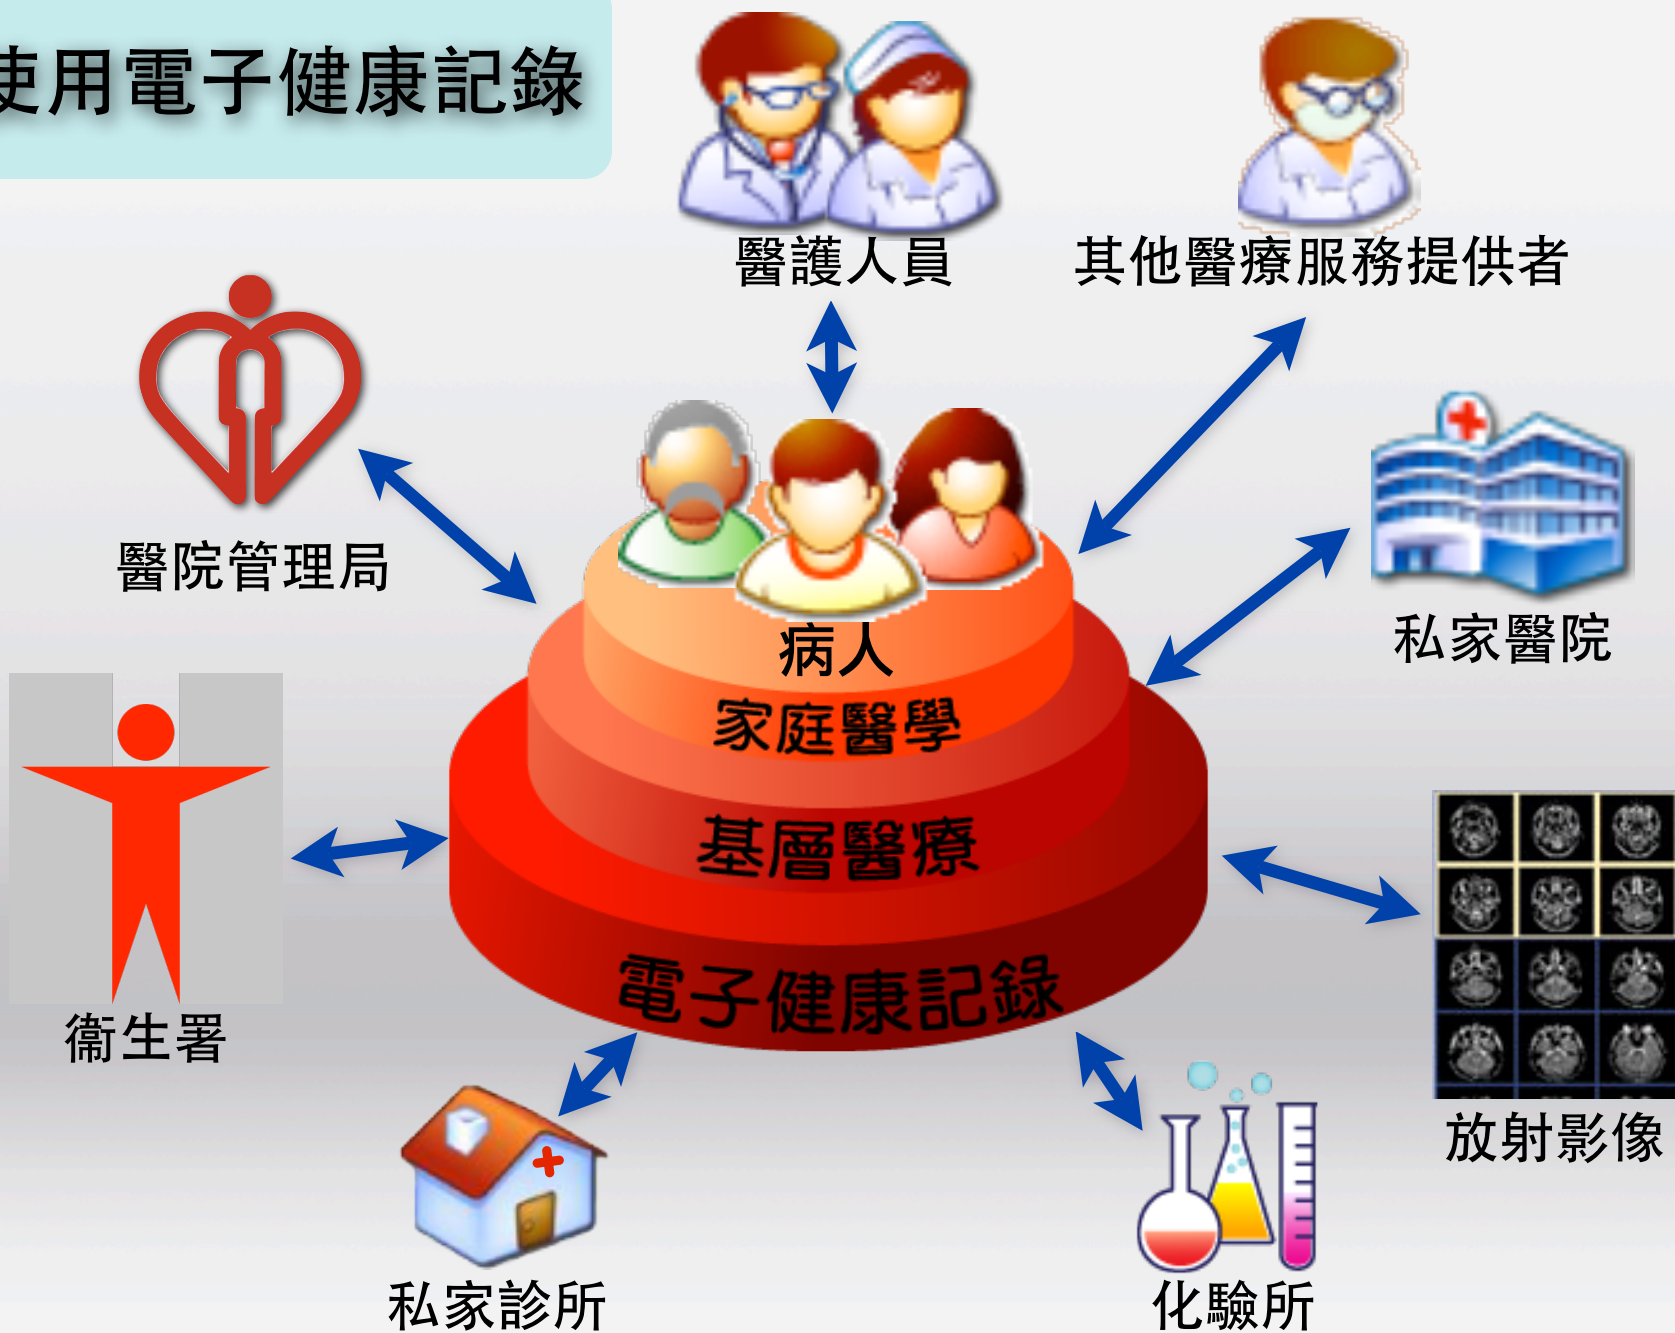 使用電子健康記錄
醫護人員
其他醫療服務提供者
醫院管理局
私家醫院
病人
家庭醫學
基層醫療
電子健康記錄
衞生署
放射影像
私家診所
化驗所